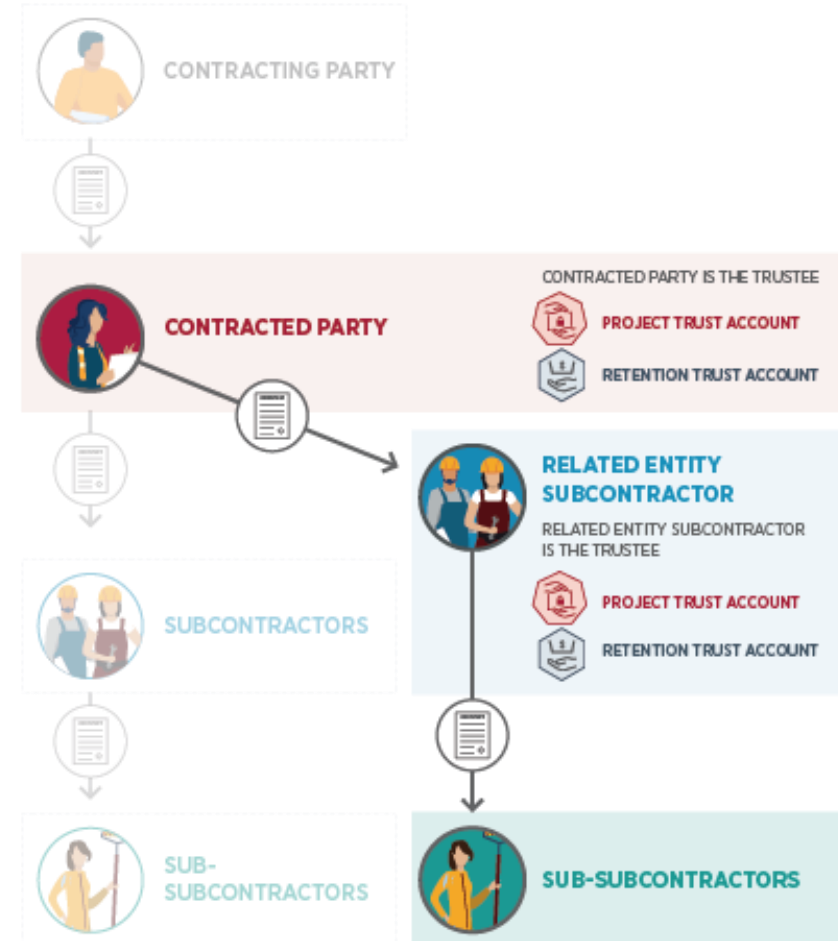 CONTRACTING PARTY
CONTRACTED PARTY IS THE TRUSTEE
CONTRACTED PARTY
PROJECT TRUST ACCOUNT
RETENTION TRUST ACCOUNT
RELATED ENTITY
SUBCONTRACTOR
RELATED ENTITY SUBCONTRACTOR
IS THE TRUSTEE
PROJECT TRUST ACCOUNT
SUBCONTRACTORS
RETENTION TRUST ACCOUNT
SUB-
SUBCONTRACTORS
SUB-SUBCONTRACTORS